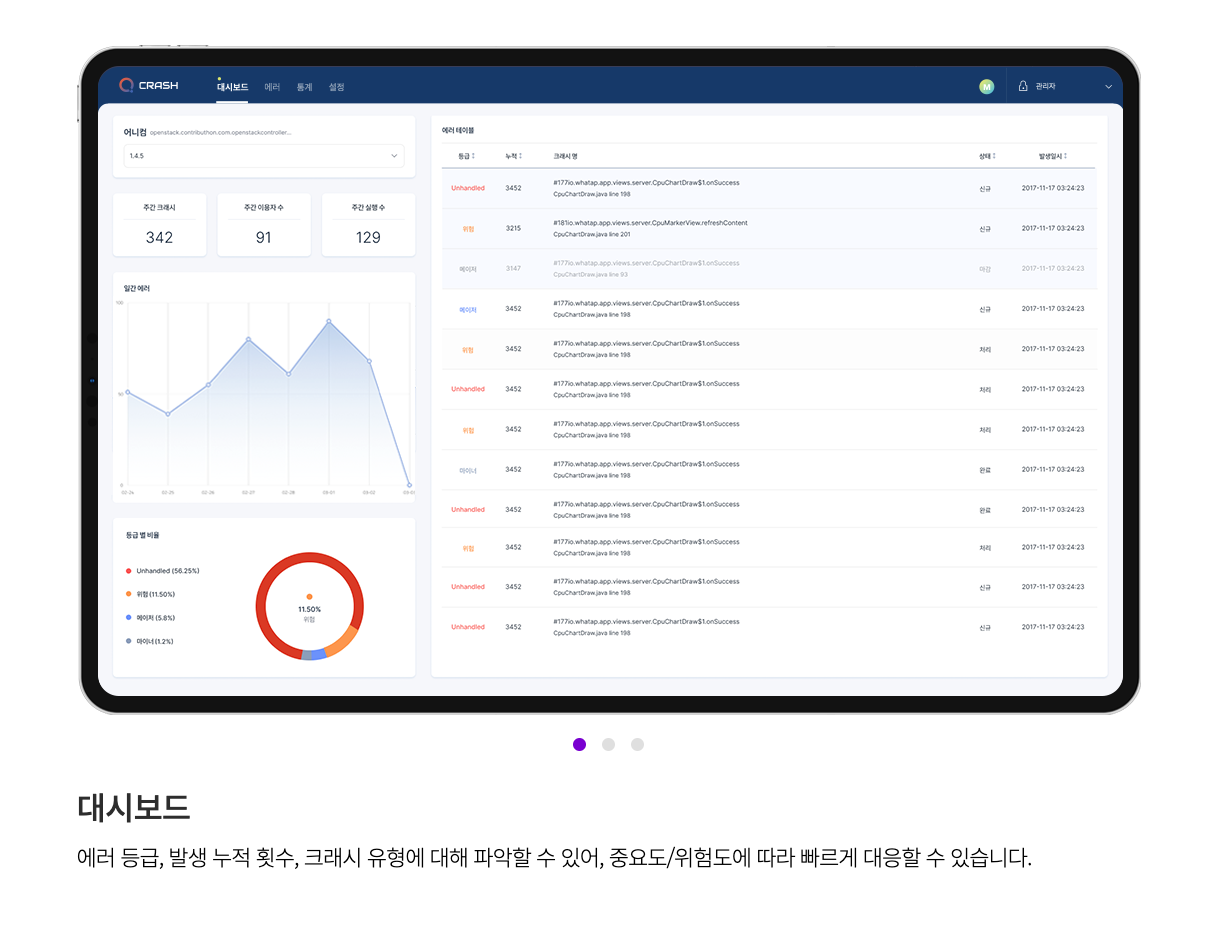 CRASH
대시보드
에러
통계
설정
M
관리자
어니컴 openstack.contributhon.com.openstackcontroller...
1.4.5
주간 크래시
342
주간 이용자 수
91
주간 실행 수
129
일간 에러
100
50
0
02-24 02-25 02-26 02-27 02-28 03-01 03-02 03-03
등급 별 비율
Unhandled (56.25%)
위험 (11.50%)
메이저 (5.8%)
마이너 (1.2%)
11.50%
위험
에러 테이블
등급 누적 크래시 명 상태 발생일시
Unhandled 3452 #177io.whatap.app.views.server.CpuChartDraw$1.onSuccess 신규 2017-11-17 03:24:23
CpuChartDraw.java line 198
위험 3215 #181io.whatap.app.views.server.CpuMarkerView.refreshContent 신규 2017-11-17 03:24:23
CpuChartDraw.java line 201
메이저 3147 #177io.whatap.app.views.server.CpuChartDraw$1.onSuccess 마감 2017-11-17 03:24:23
CpuChartDraw.java line 93
메이저 3452 #177io.whatap.app.views.server.CpuChartDraw$1.onSuccess 신규 2017-11-17 03:24:23
CpuChartDraw.java line 198
위험 3452 #177io.whatap.app.views.server.CpuChartDraw$1.onSuccess 처리 2017-11-17 03:24:23
CpuChartDraw.java line 198
Unhandled 3452 #177io.whatap.app.views.server.CpuChartDraw$1.onSuccess 처리 2017-11-17 03:24:23
CpuChartDraw.java line 198
위험 3452 #177io.whatap.app.views.server.CpuChartDraw$1.onSuccess 처리 2017-11-17 03:24:23
CpuChartDraw.java line 198
마이너 3452 #177io.whatap.app.views.server.CpuChartDraw$1.onSuccess 완료 2017-11-17 03:24:23
CpuChartDraw.java line 198
Unhandled 3452 #177io.whatap.app.views.server.CpuChartDraw$1.onSuccess 완료 2017-11-17 03:24:23
CpuChartDraw.java line 198
위험 3452 #177io.whatap.app.views.server.CpuChartDraw$1.onSuccess 처리 2017-11-17 03:24:23
CpuChartDraw.java line 198
Unhandled 3452 #177io.whatap.app.views.server.CpuChartDraw$1.onSuccess 신규 2017-11-17 03:24:23
CpuChartDraw.java line 198
Unhandled 3452 #177io.whatap.app.views.server.CpuChartDraw$1.onSuccess 신규 2017-11-17 03:24:23
CpuChartDraw.java line 198
대시보드
에러 등급, 발생 누적 횟수, 크래시 유형에 대해 파악할 수 있어, 중요도/위험도에 따라 빠르게 대응할 수 있습니다.